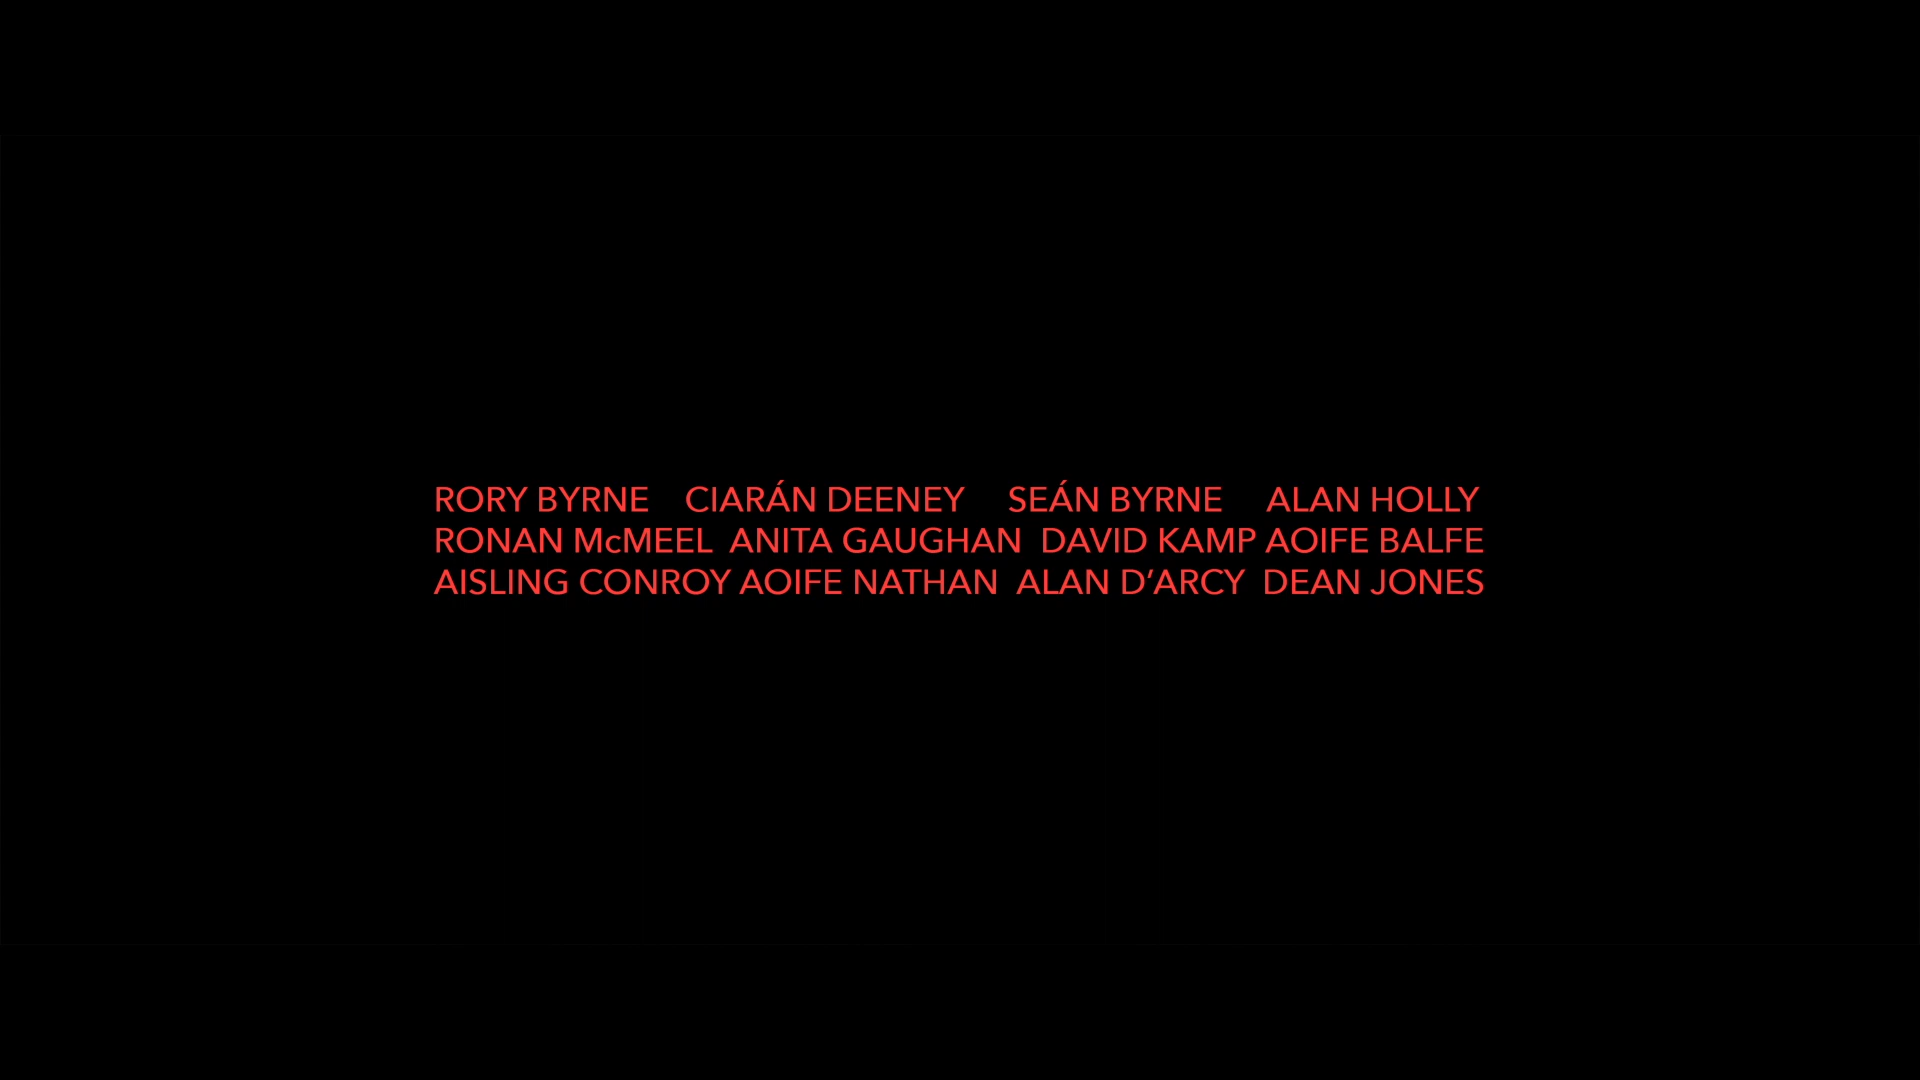 RORY BYRNE CIARÁN DEENEY SEÁN BYRNE ALAN HOLLY
RONAN McMEEL ANITA GAUGHAN DAVID KAMP AOIFE BALFE
AISLING CONROY AOIFE NATHAN ALAN D’ARCY DEAN JONES